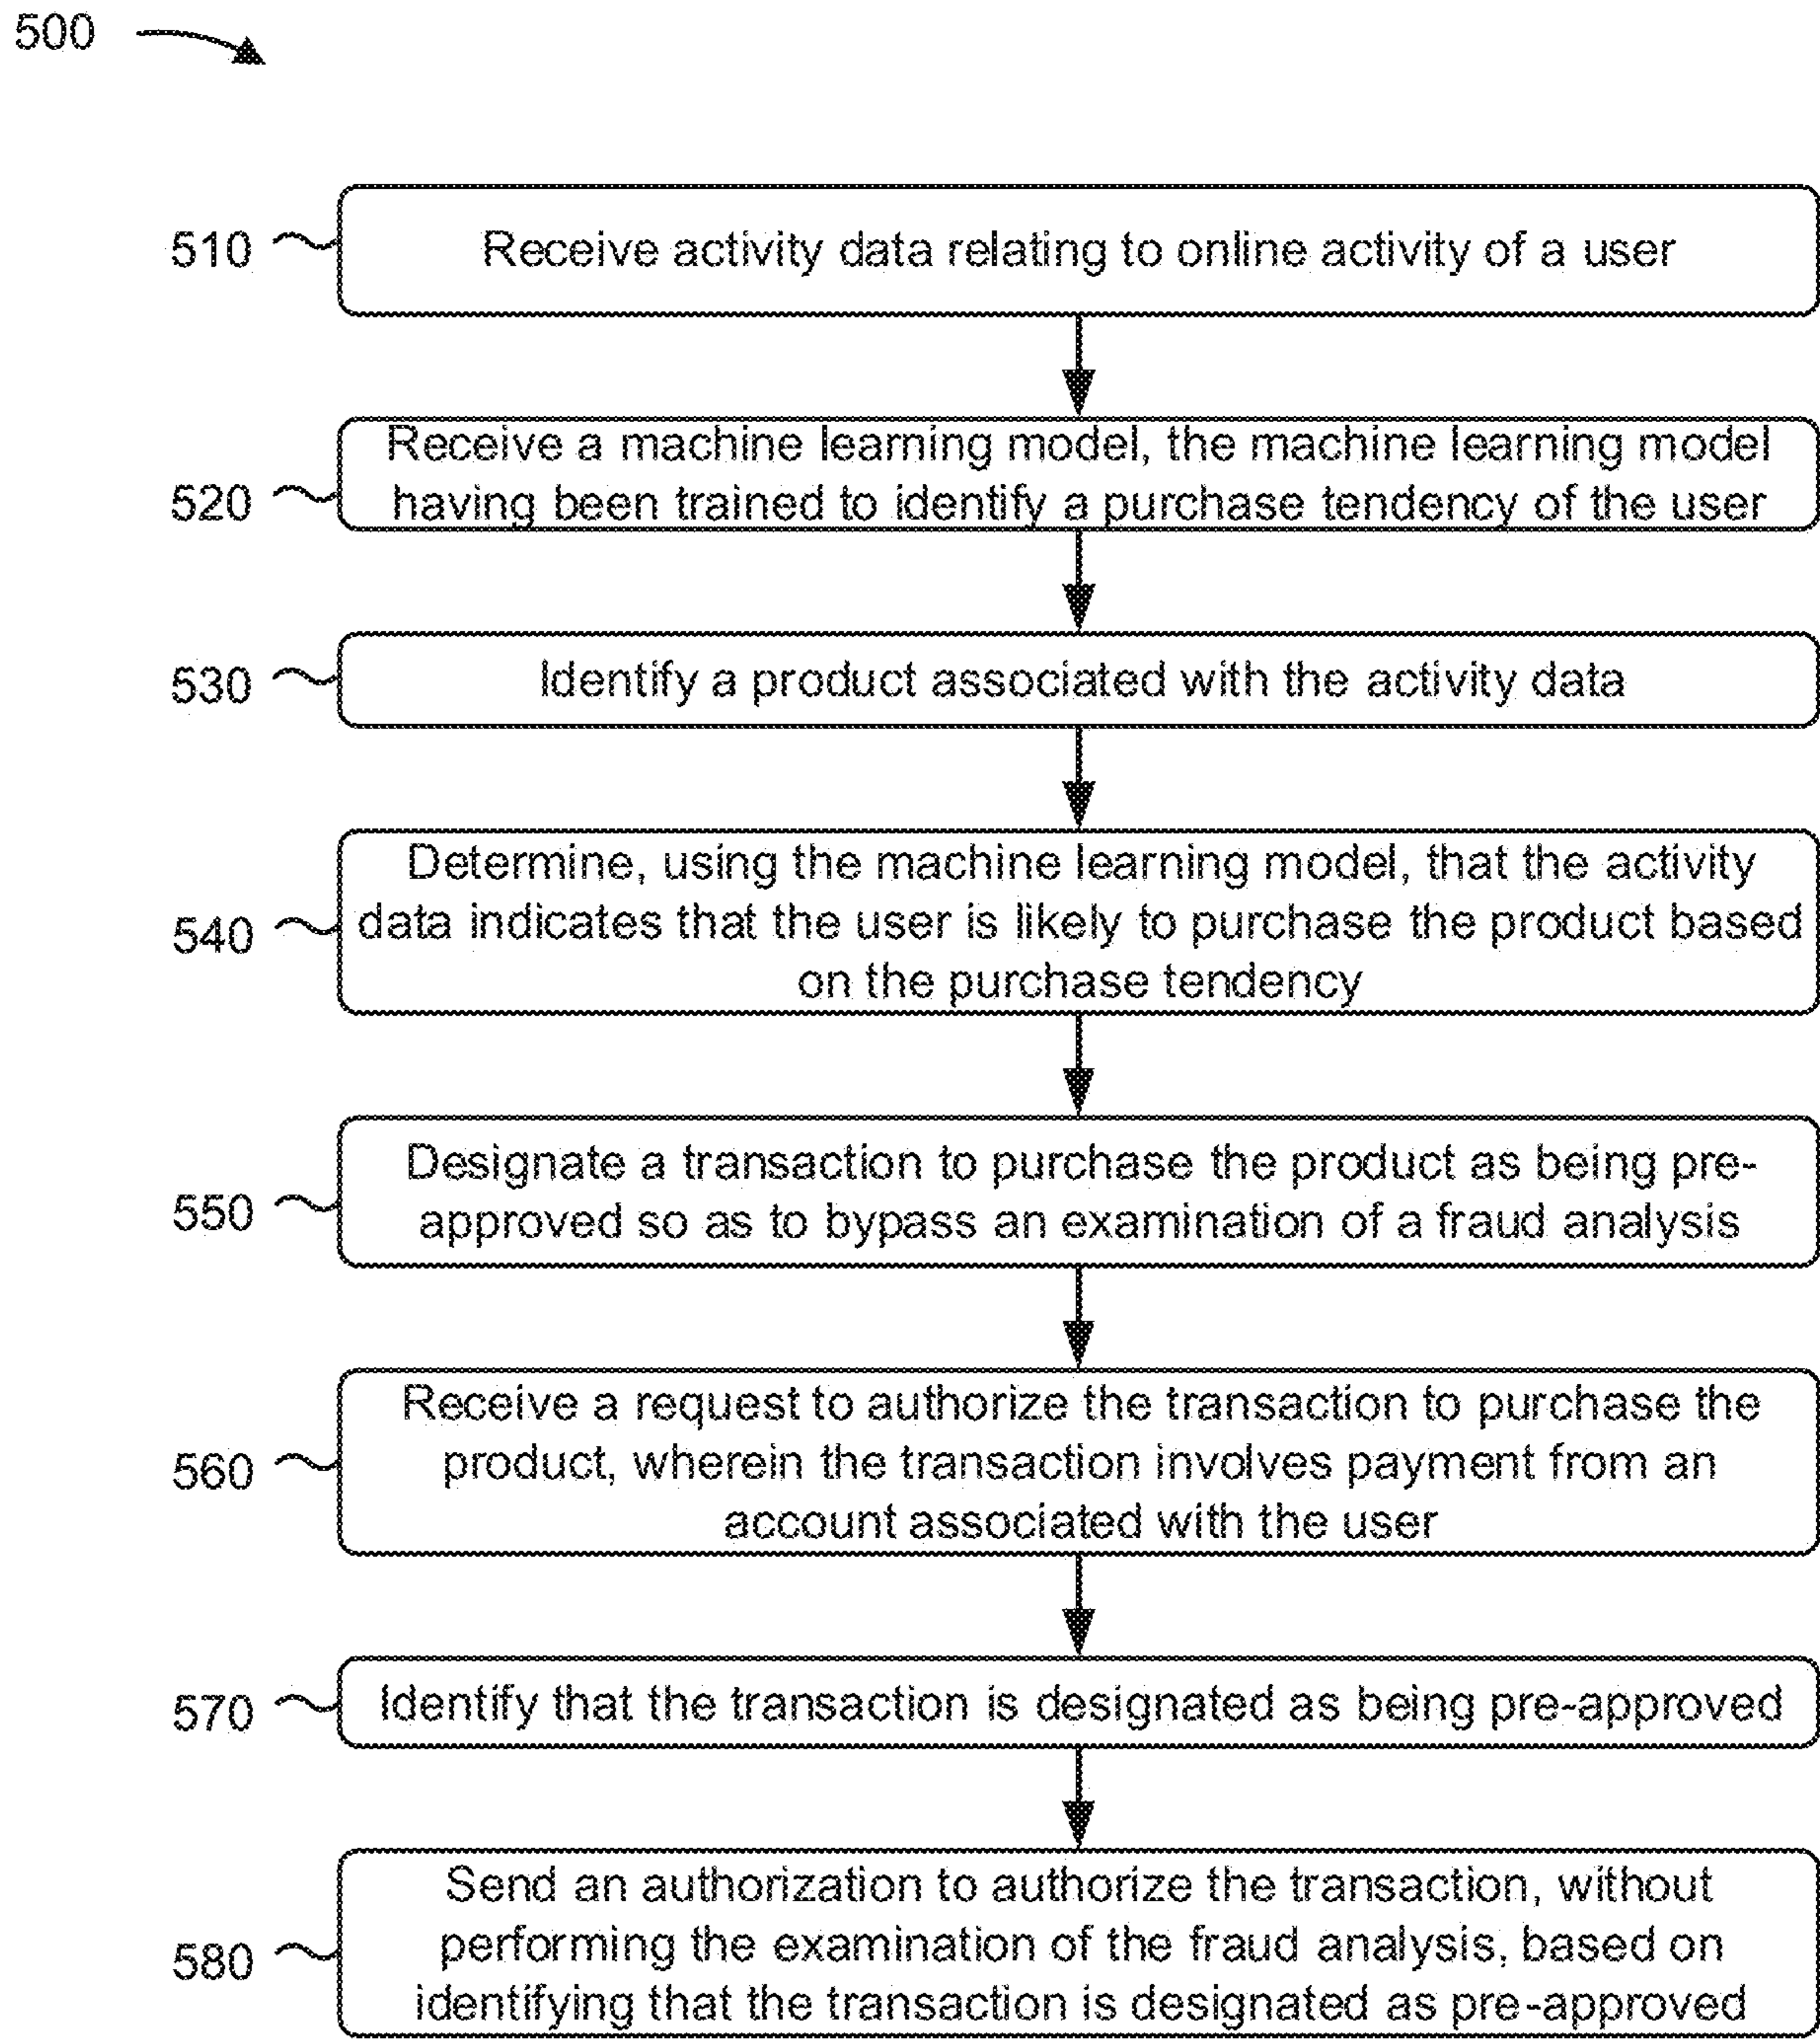 500
510
Receive activity data relating to online activity of a user
520
Receive a machine learning model, the machine learning model
having been trained to identify a purchase tendency of the user
530
Identify a product associated with the activity data
540
Determine, using the machine learning model, that the activity
data indicates that the user is likely to purchase the product based
on the purchase tendency
550
Designate a transaction to purchase the product as being pre-
approved so as to bypass an examination of a fraud analysis
560
Receive a request to authorize the transaction to purchase the
product, wherein the transaction involves payment from an
account associated with the user
570
Identify that the transaction is designated as being pre-approved
580
Send an authorization to authorize the transaction, without
performing the examination of the fraud analysis, based on
identifying that the transaction is designated as pre-approved